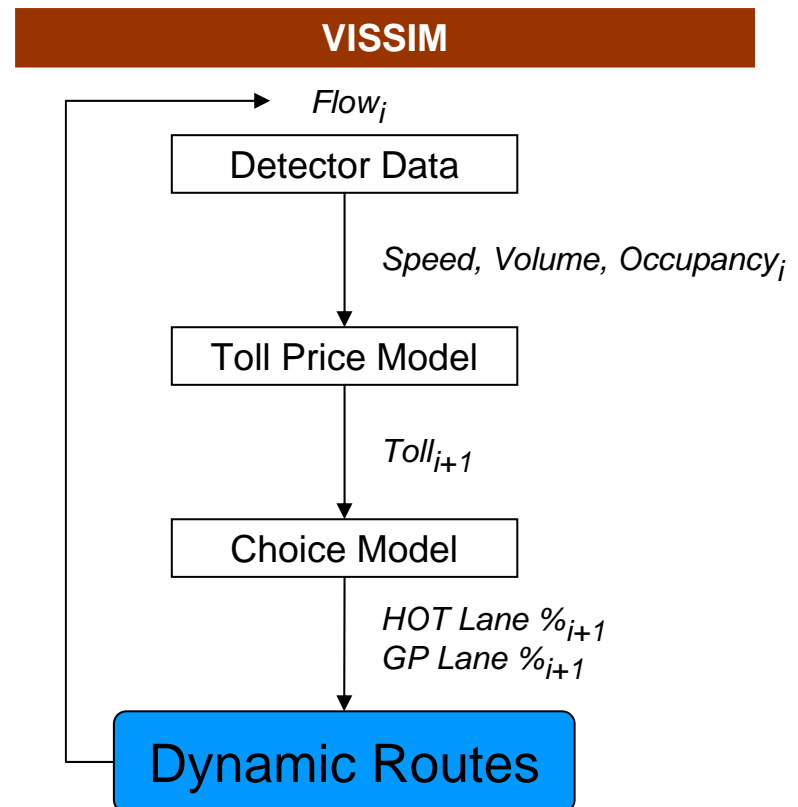 VISSIM
Flowi
Detector Data
Speed, Volume, Occupancyi
Toll Price Model
Tolli+1
Choice Model
HOT Lane %i+1
GP Lane %i+1
Dynamic Routes